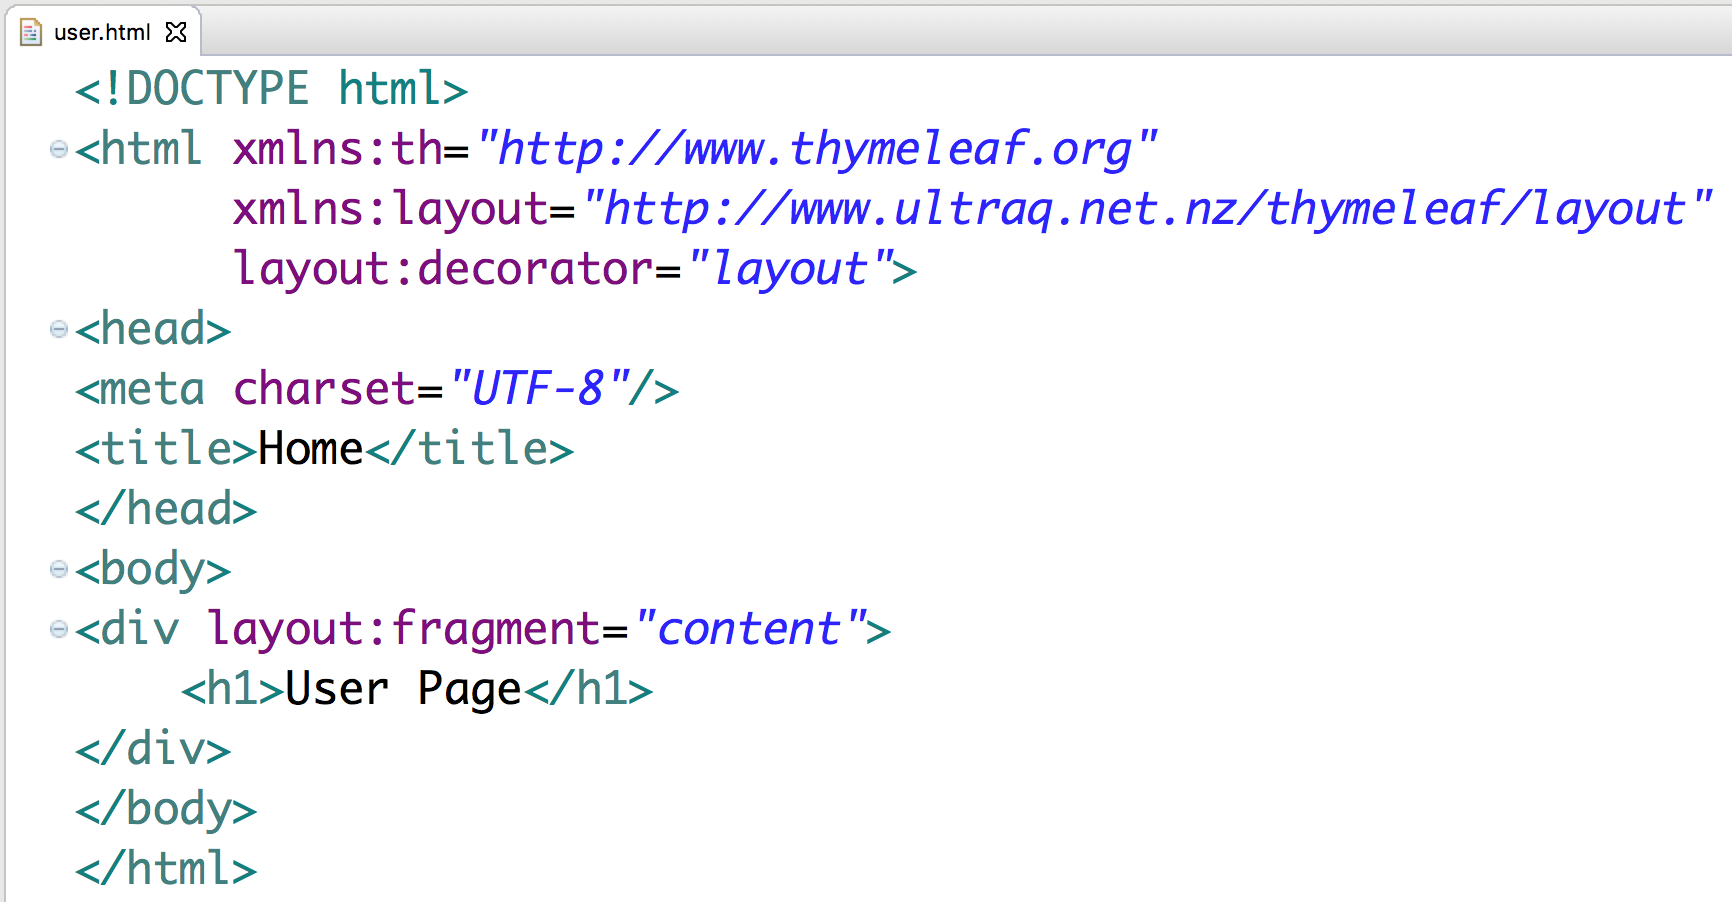 user.html
<!DOCTYPE html>
<html xmlns:th="http://www.thymeleaf.org"
      xmlns:layout="http://www.ultraq.net.nz/thymeleaf/layout"
      layout:decorator="layout">
<head>
<meta charset="UTF-8"/>
<title>Home</title>
</head>
<body>
<div layout:fragment="content">
    <h1>User Page</h1>
</div>
</body>
</html>